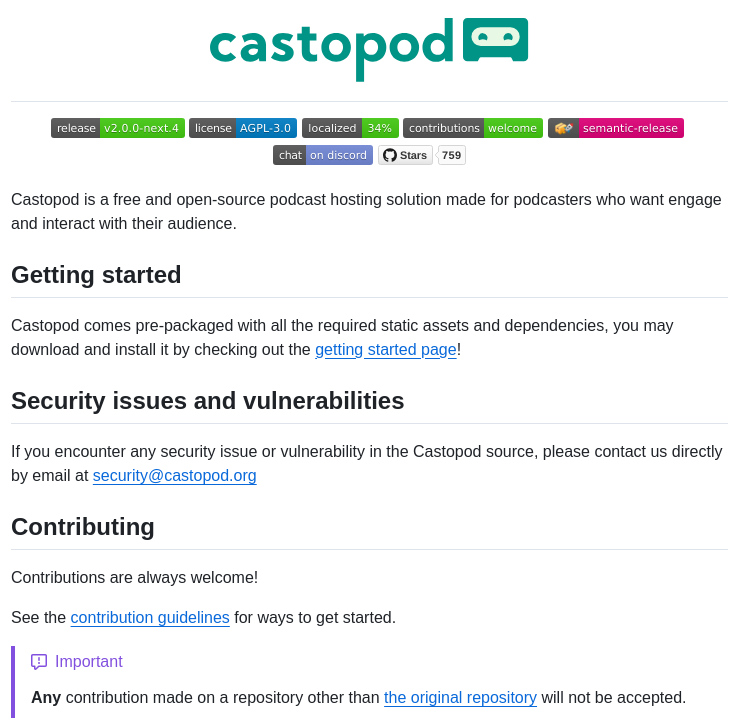 castopod
release v2.0.0-next.4 license AGPL-3.0 localized 34% contributions welcome semantic-release
chat on discord Stars 759
Castopod is a free and open-source podcast hosting solution made for podcasters who want engage
and interact with their audience.
Getting started
Castopod comes pre-packaged with all the required static assets and dependencies, you may
download and install it by checking out the getting started page!
Security issues and vulnerabilities
If you encounter any security issue or vulnerability in the Castopod source, please contact us directly
by email at security@castopod.org
Contributing
Contributions are always welcome!
See the contribution guidelines for ways to get started.
Important
Any contribution made on a repository other than the original repository will not be accepted.